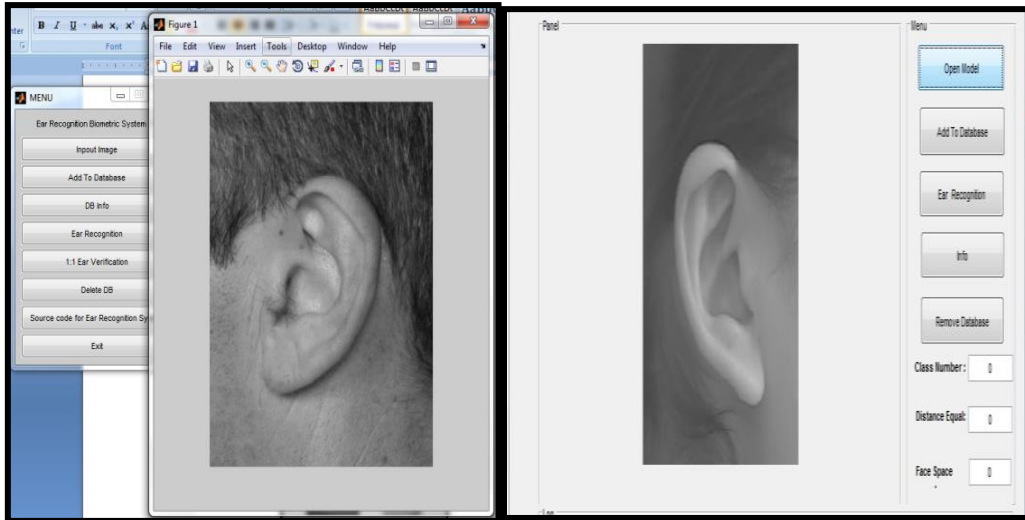 B I U abc x, x'
Font
Figure 1
File Edit View Insert Tools Desktop Window Help
MENU
Ear Recognition Biometric System
Inpout Image
Add To Database
DB Info
Ear Recognition
1:1 Ear Verification
Delete DB
Source code for Ear Recognition Sy
Exit
Panel
Menu
Open Model
Add To Database
Ear Recognition
Info
Remove Database
Class Number : 0
Distance Equal: 0
Face Space 0